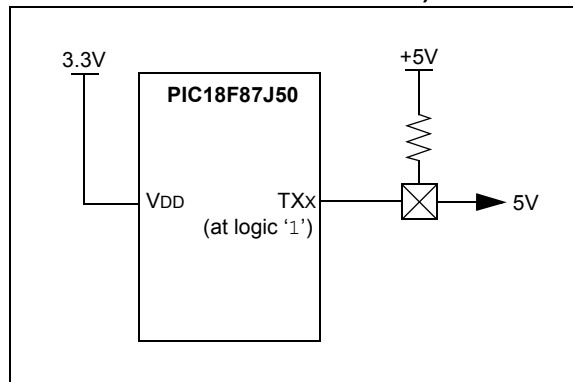 3.3V
+5V
PIC18F87J50
VDD
TXX
5V
(at logic ‘1’)